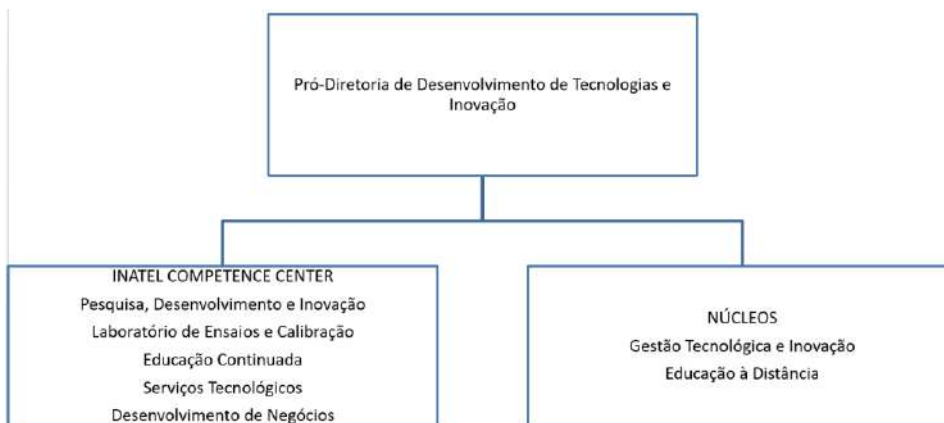 Pró-Diretoria de Desenvolvimento de Tecnologias e
Inovação
INATEL COMPETENCE CENTER
Pesquisa, Desenvolvimento e Inovação
Laboratório de Ensaios e Calibração
Educação Continuada
Serviços Tecnológicos
Desenvolvimento de Negócios
NÚCLEOS
Gestão Tecnológica e Inovação
Educação à Distância